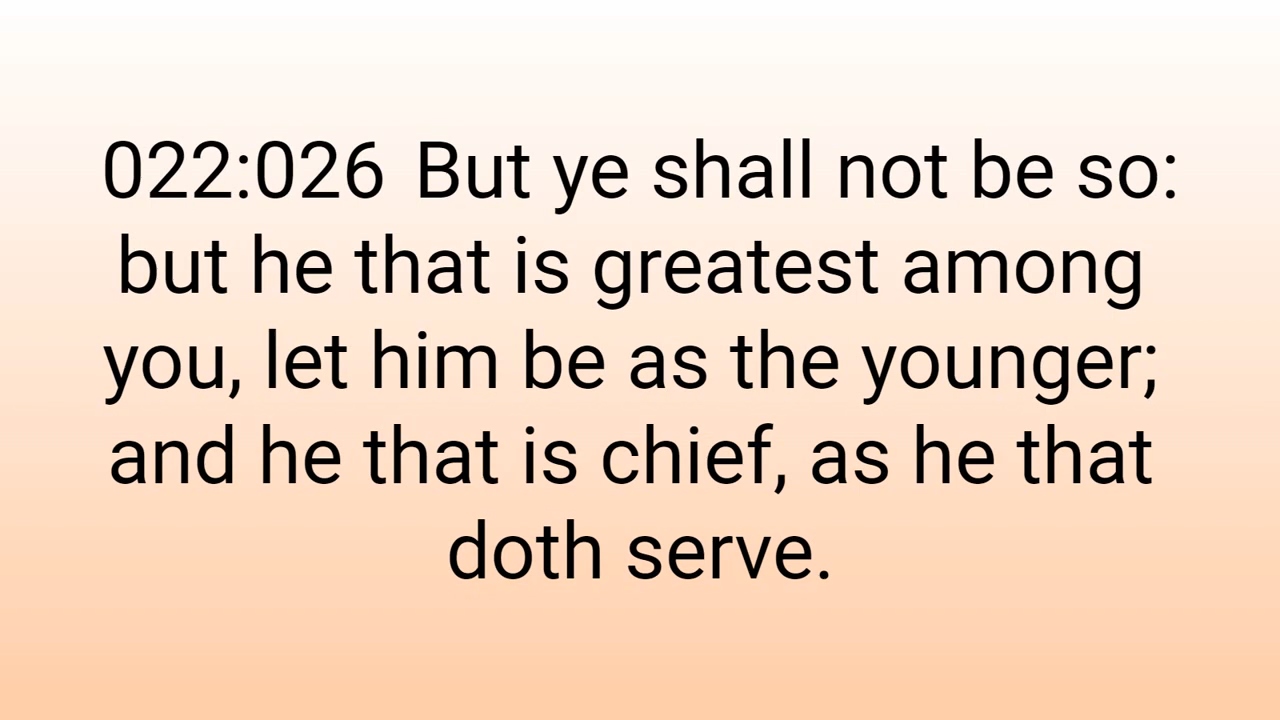 022:026 But ye shall not be so:
but he that is greatest among
you, let him be as the younger;
and he that is chief, as he that
doth serve.